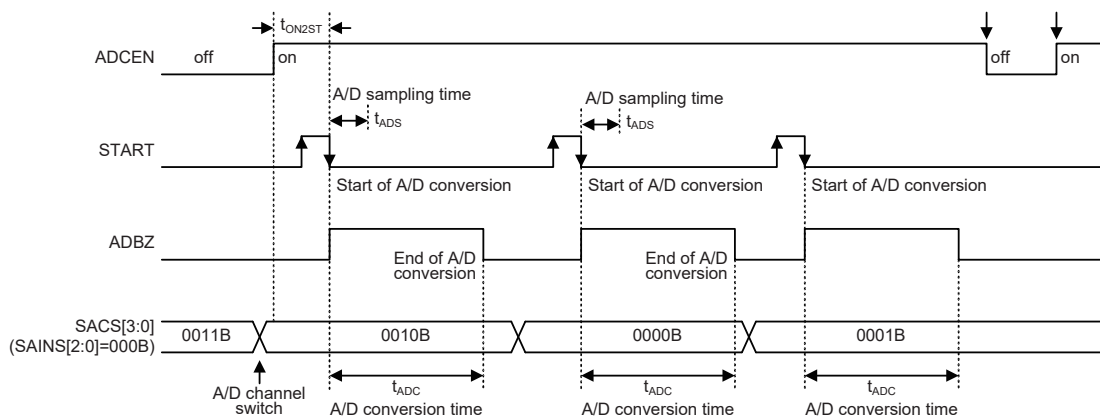 tON2ST
ADCEN
off
on
off
on
A/D sampling time
tADS
A/D sampling time
tADS
START
Start of A/D conversion
Start of A/D conversion
Start of A/D conversion
ADBZ
End of A/D
conversion
End of A/D
conversion
SACS[3:0]
(SAINS[2:0]=000B)
0011B
0010B
0000B
0001B
A/D channel
switch
tADC
A/D conversion time
tADC
A/D conversion time
tADC
A/D conversion time